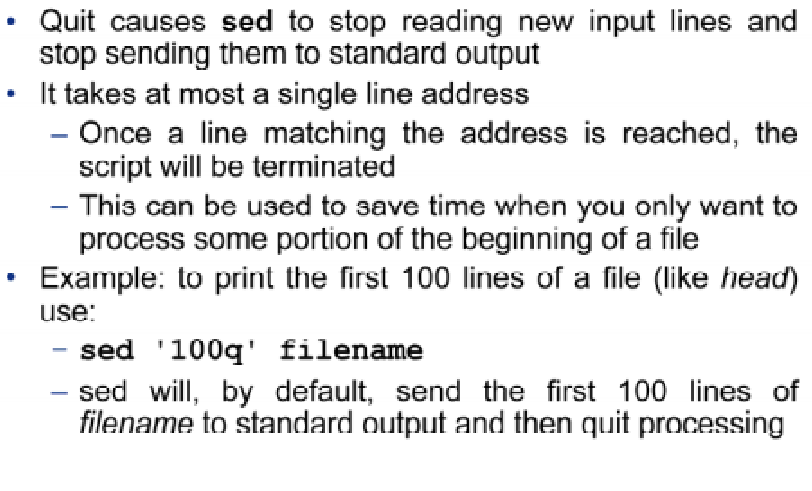 • Quit causes sed to stop reading new input lines and
stop sending them to standard output
• It takes at most a single line address
– Once a line matching the address is reached, the
script will be terminated
– This can be used to save time when you only want to
process some portion of the beginning of a file
• Example: to print the first 100 lines of a file (like head)
use:
– sed '100q' filename
– sed will, by default, send the first 100 lines of
filename to standard output and then quit processing